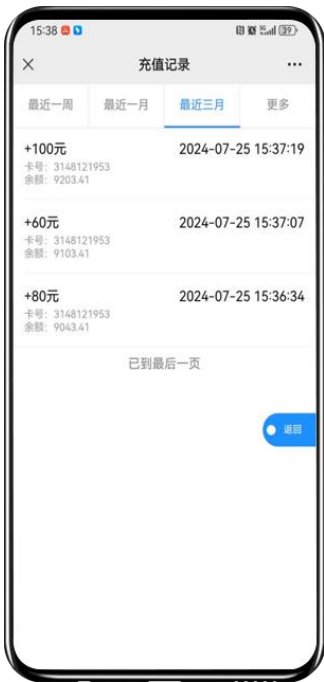 15:38 39
充值记录
最近一周 最近一月 最近三月 更多
+100元 2024-07-25 15:37:19
卡号: 3148121953
余额: 9203.41
+60元 2024-07-25 15:37:07
卡号: 3148121953
余额: 9103.41
+80元 2024-07-25 15:36:34
卡号: 3148121953
余额: 9043.41
已到最后一页
返回